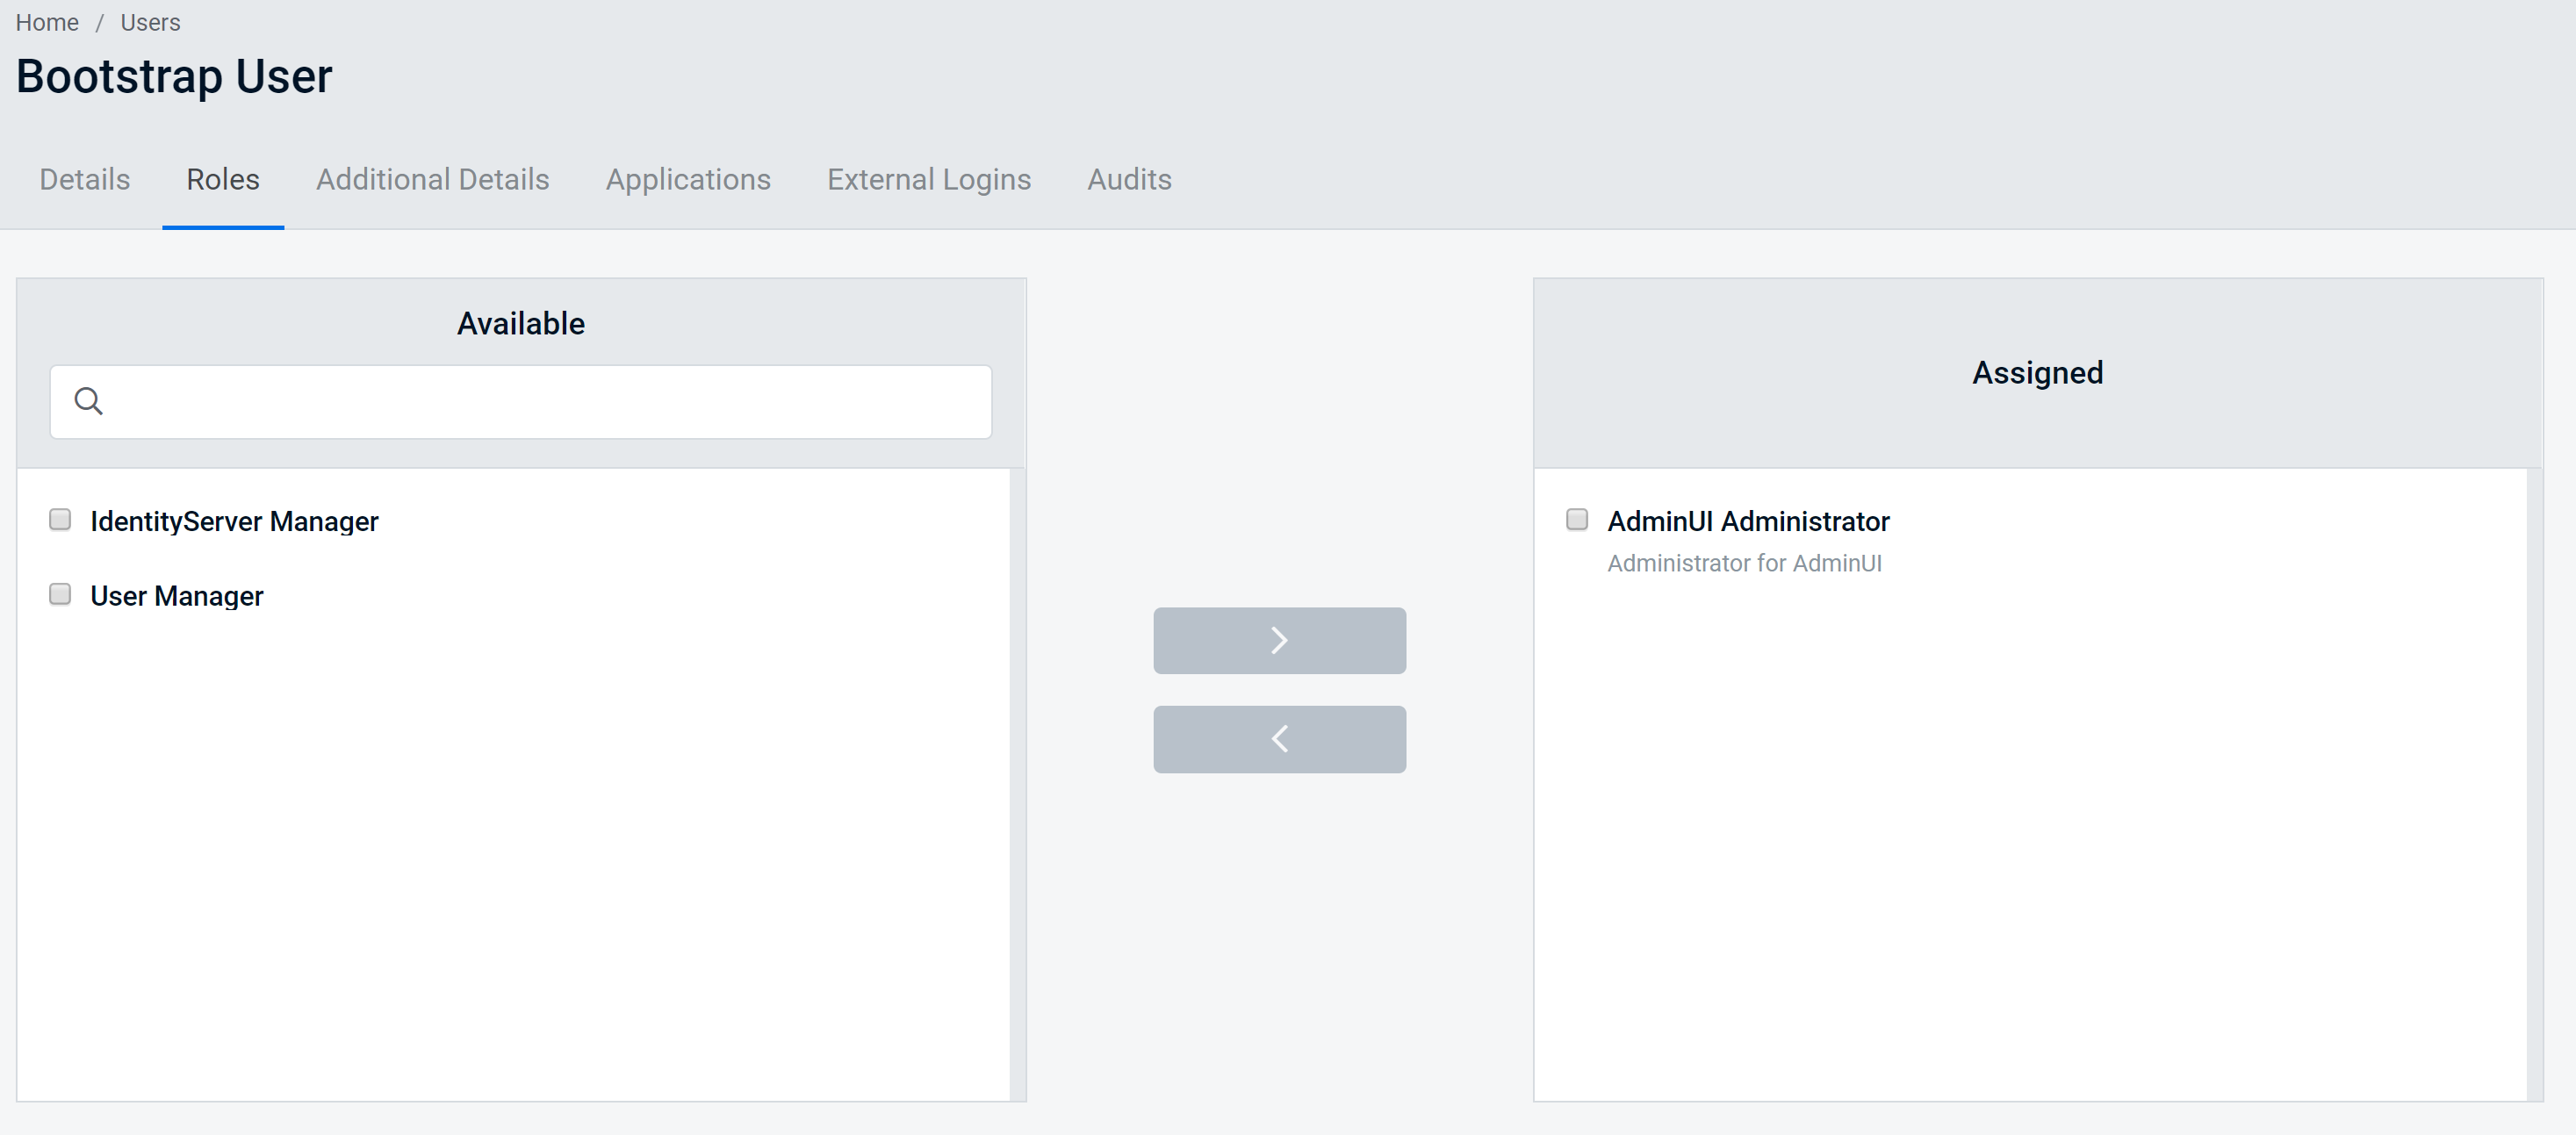 Home / Users
Bootstrap User
Details Roles Additional Details Applications External Logins Audits
Available
Assigned
IdentityServer Manager
User Manager
AdminUI Administrator
Administrator for AdminUI